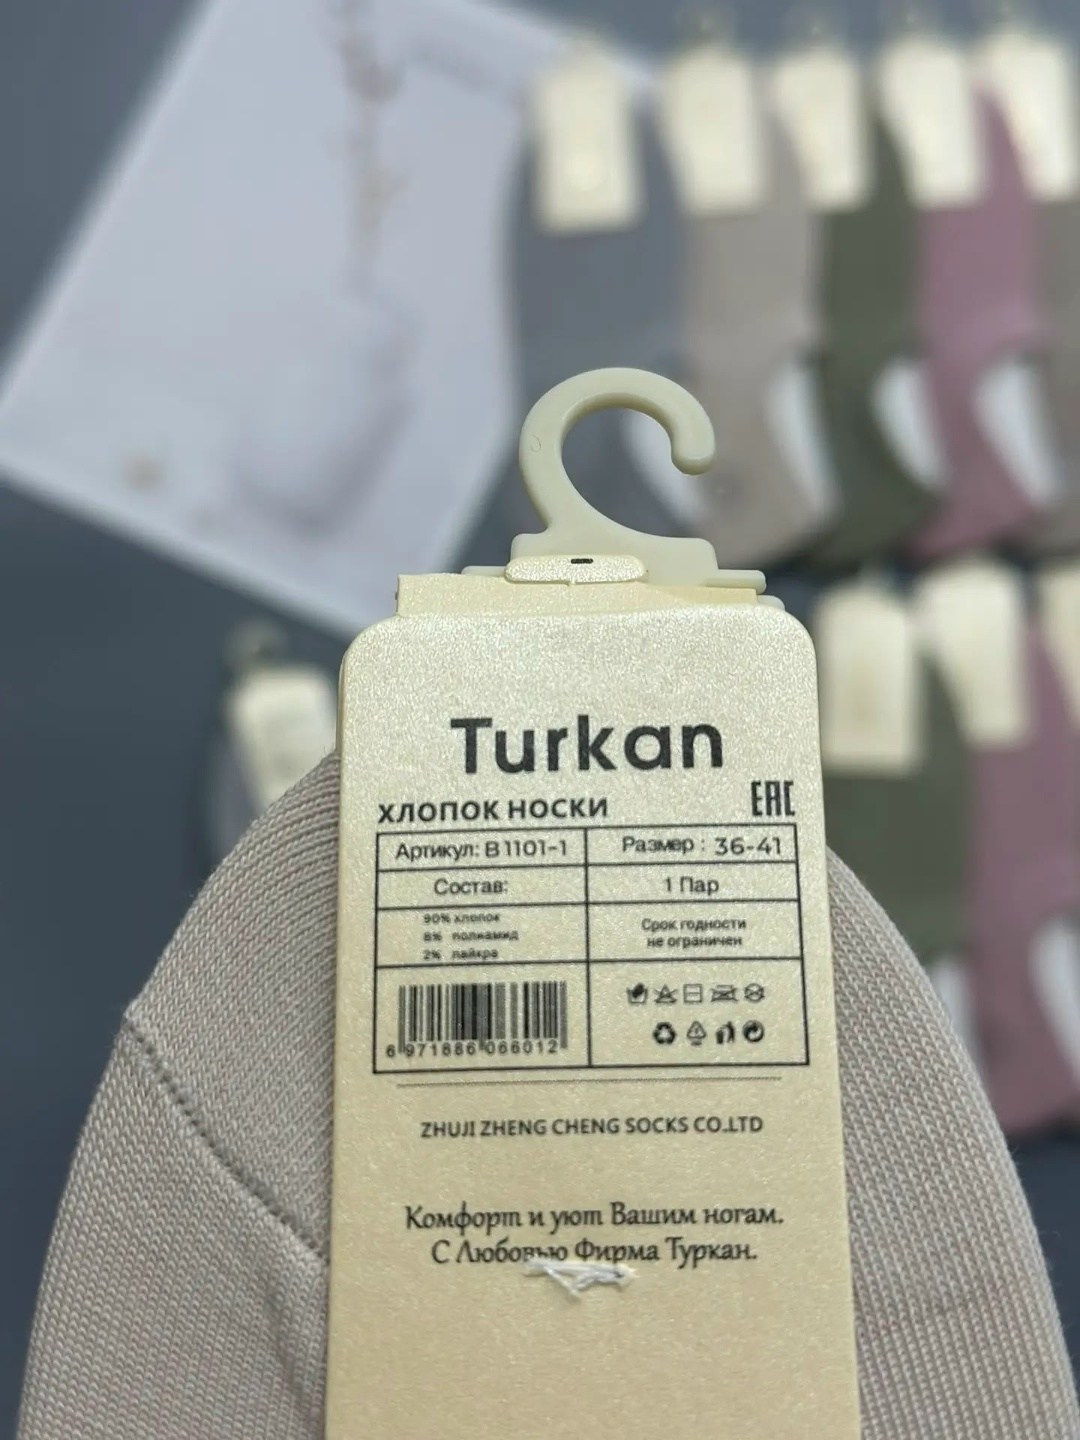 Turkan
ХЛОПОК НОСКИ
EAC
Артикул: B1101-1
Размер : 36-41
Состав:
1 Пар
90% хлопок
8% полиамид
2% лайкра
Срок годности
не ограничен
6 971886 066012
ZHUJI ZHENG CHENG SOCKS CO.LTD
Комфорт и уют Вашим ногам.
С Любовью Фирма Туркан.